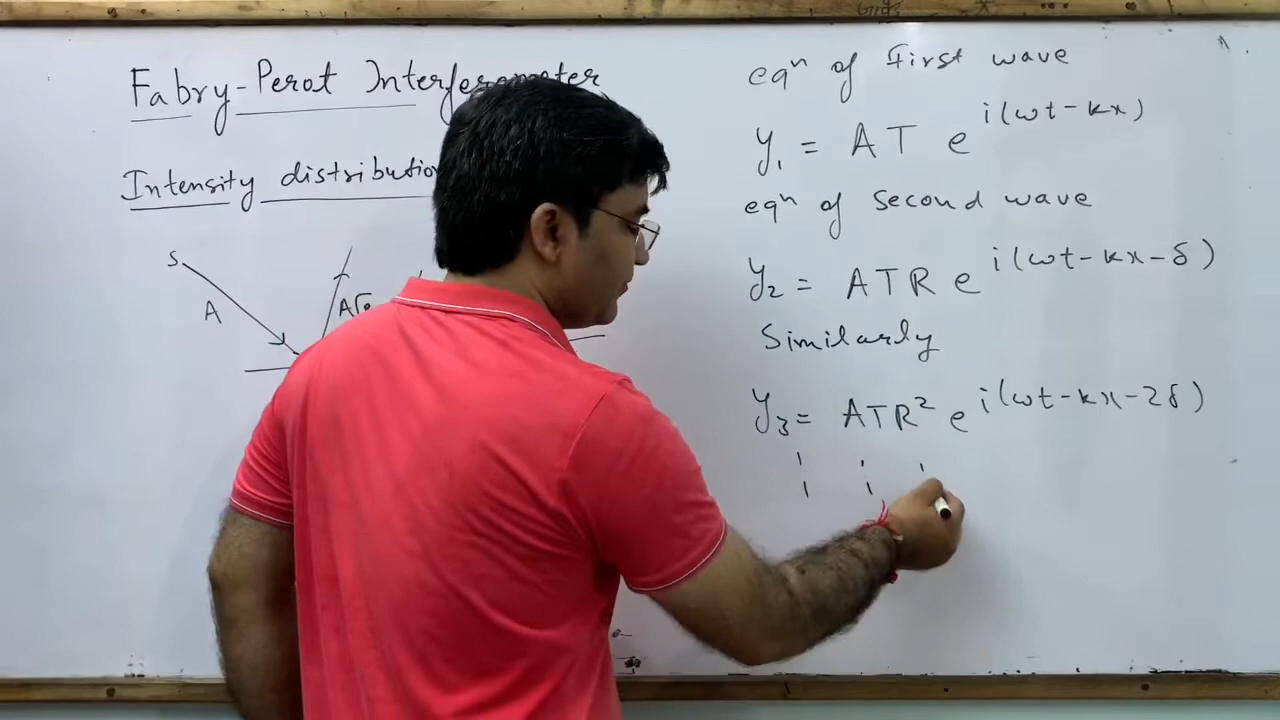 Fabry-Perot Interferometer
Intensity distribution
S
A
eqⁿ of First wave
y₁ = AT e^{i(ωt-kx)}
eqⁿ of Second wave
y₂ = ATR e^{i(ωt-kx-δ)}
Similarly
y₃ = ATR² e^{i(ωt-kx-2δ)}